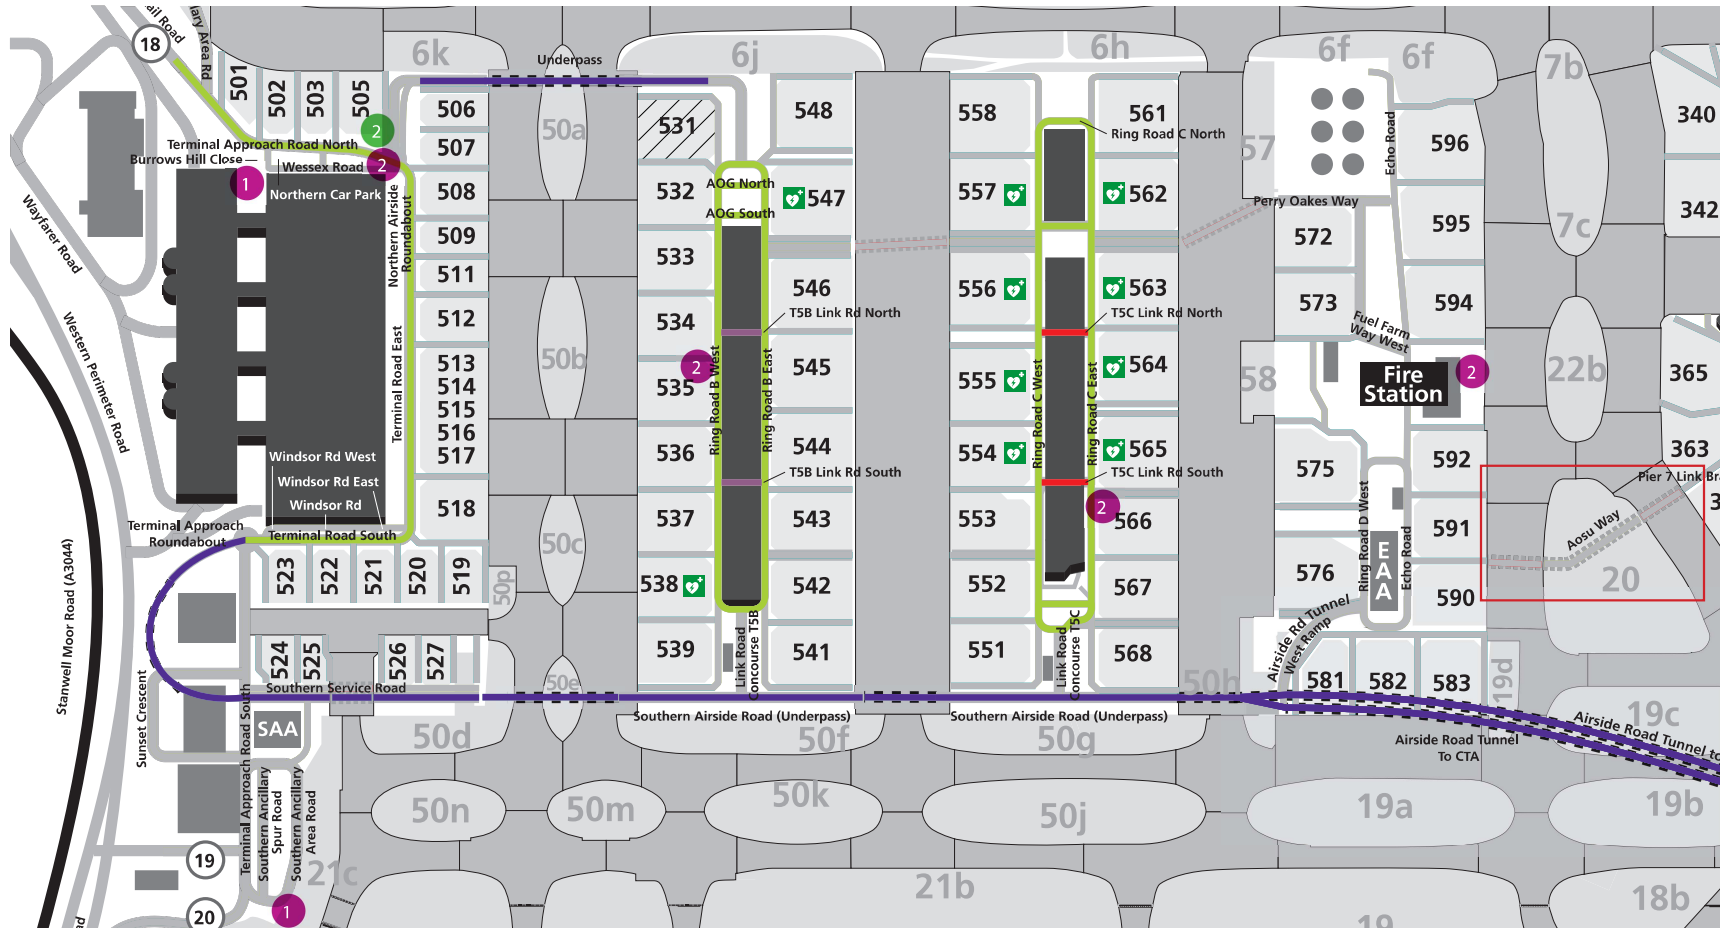 18
6k
Underpass
6j
6h
6f
6f
7b
501
502
503
505
506
507
508
509
511
512
513
514
515
516
517
518
2
Terminal Approach Road North
Burrows Hill Close
Wessex Road
2
1
Northern Car Park
Northern Airside
Roundabout
Terminal Road East
Wayfarer Road
Western Perimeter Road
Stanwell Moor Road (A3044)
Windsor Rd West
Windsor Rd East
Windsor Rd
Terminal Approach
Roundabout
Terminal Road South
523
522
521
520
519
524
525
526
527
Southern Service Road
Sunset Crescent
Terminal Approach Road South
SAA
Southern Ancillary
Spur Road
Southern Ancillary
Area Road
19
20
1
21c
50a
50b
50c
50p
50e
50d
50n
50m
50f
50k
531
532
533
534
2
535
536
537
538
539
548
547
546
545
544
543
542
541
AOG North
AOG South
T5B Link Rd North
T5B Link Rd South
Ring Road B West
Ring Road B East
Link Road
Concourse T5B
Southern Airside Road (Underpass)
558
557
556
555
554
553
552
551
561
562
563
564
565
566
567
568
2
Ring Road C North
T5C Link Rd North
T5C Link Rd South
Ring Road C West
Ring Road C East
Link Road
Concourse T5C
Southern Airside Road (Underpass)
50g
50j
50h
21b
57
58
Echo Road
Perry Oakes Way
572
573
575
576
596
595
594
592
591
590
Fuel Farm
Way West
Fire
Station
2
Ring Road D West
EAA
Echo Road
Airside Rd Tunnel
West Ramp
581
582
583
19d
Airside Road Tunnel
To CTA
Airside Road Tunnel to
19c
19a
19b
18b
19
7c
22b
20
Aosu Way
Pier 7 Link Br
340
342
365
363
3